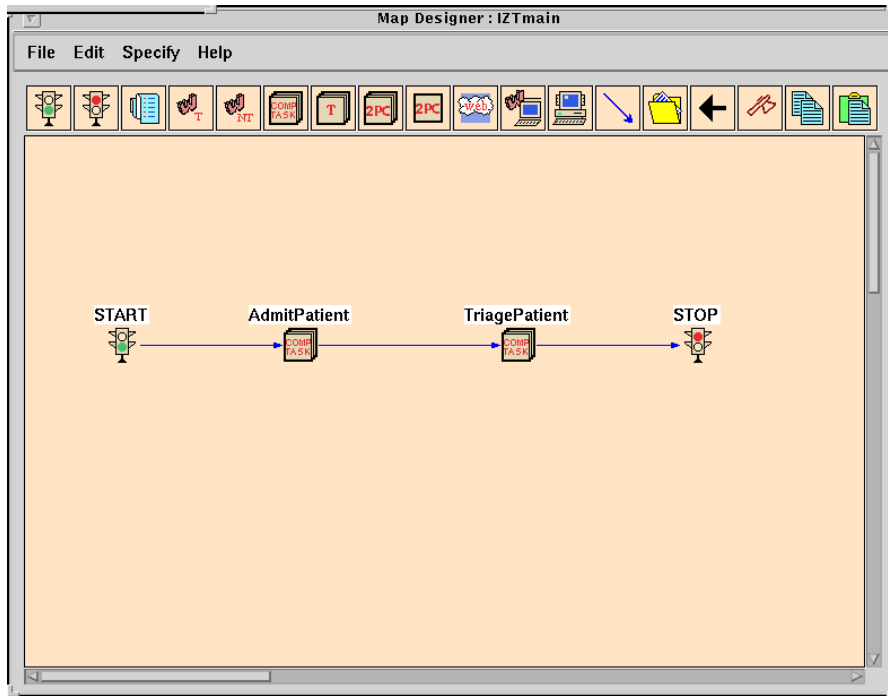 Map Designer : IZTmain
File Edit Specify Help
T NT COMP TASK T 2PC 2PC web
START AdmitPatient TriagePatient STOP
COMP TASK COMP TASK